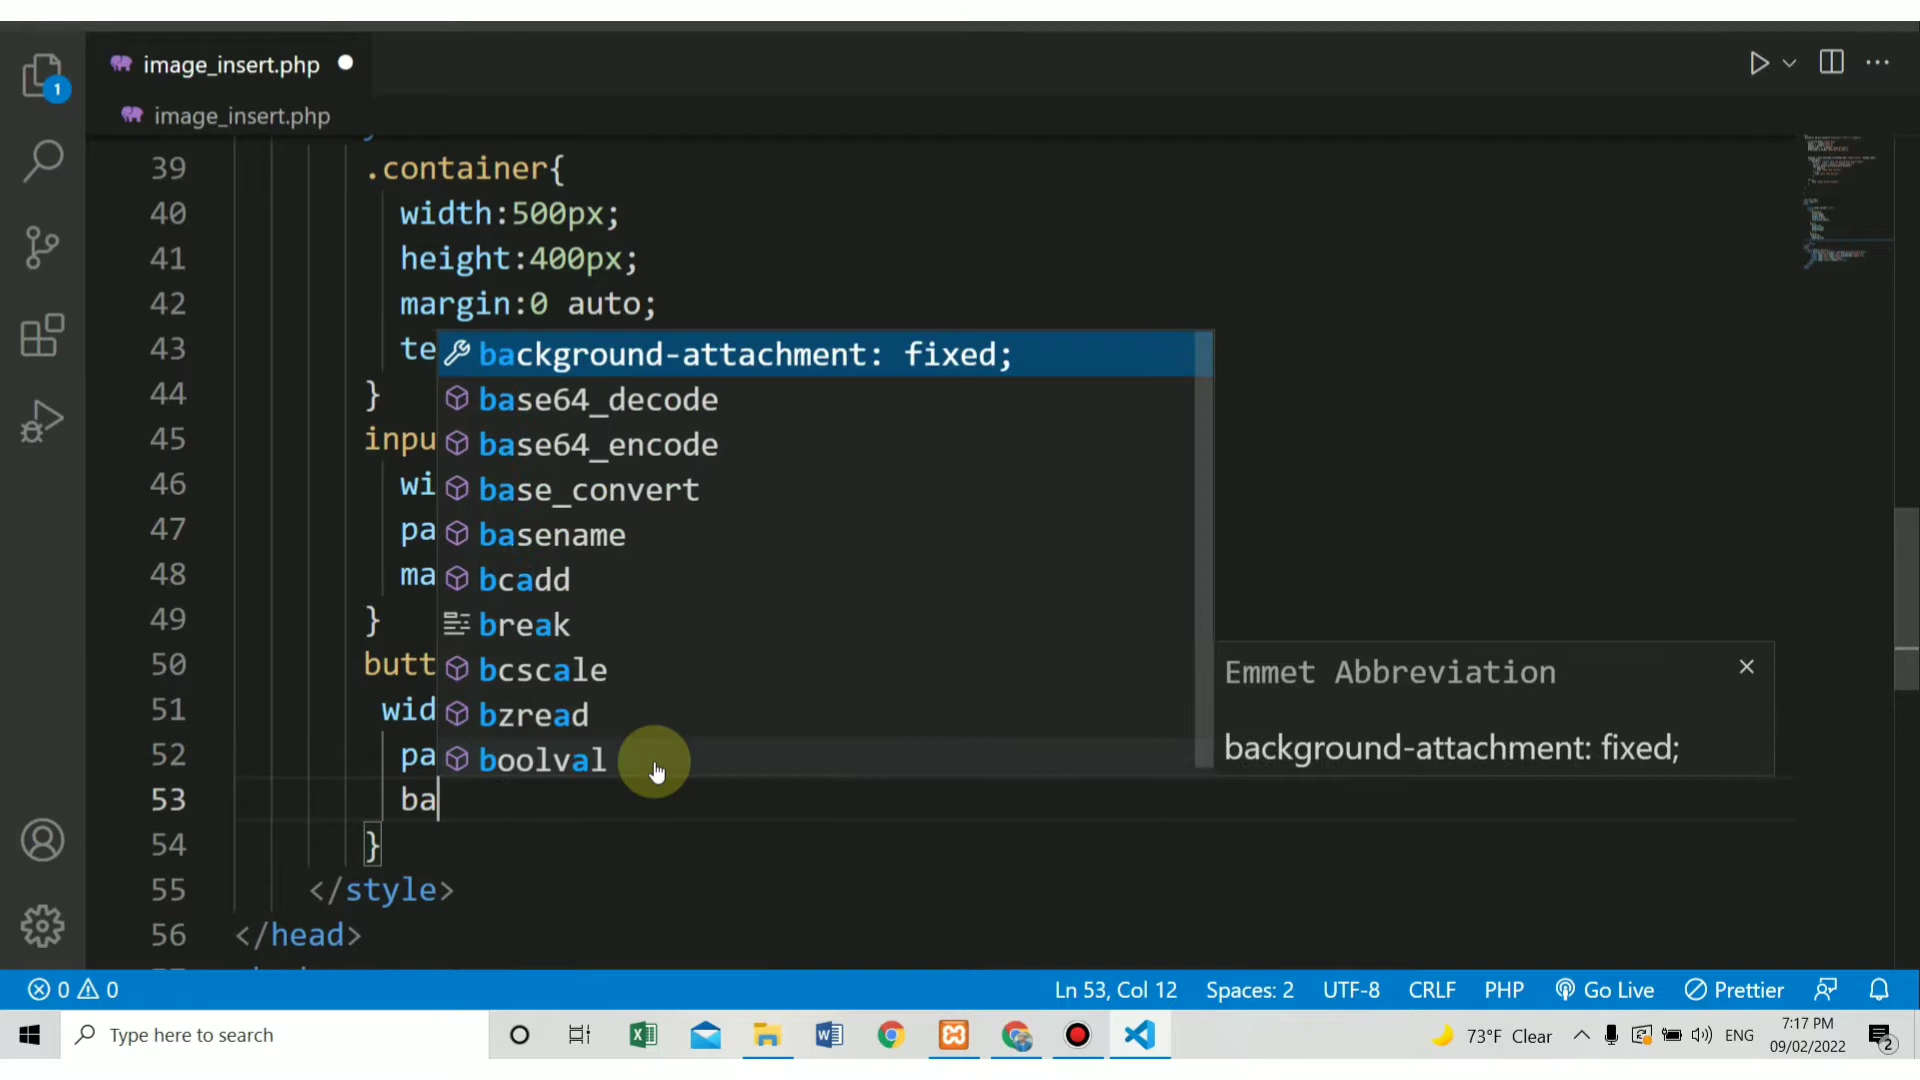 image_insert.php
1
image_insert.php
39 .container{
40 width:500px;
41 height:400px;
42 margin:0 auto;
43 te
background-attachment: fixed;
44 }
base64_decode
45 inpu
base64_encode
46 wi
base_convert
47 pa
basename
48 ma
bcadd
49 }
break
50 butt
bcscale
Emmet Abbreviation
51 wid
bzread
52 pa
boolval
background-attachment: fixed;
53 ba
54 }
55 </style>
56 </head>
0 0 Ln 53, Col 12 Spaces: 2 UTF-8 CRLF PHP Go Live Prettier
Type here to search
73°F Clear ENG
7:17 PM
09/02/2022
2